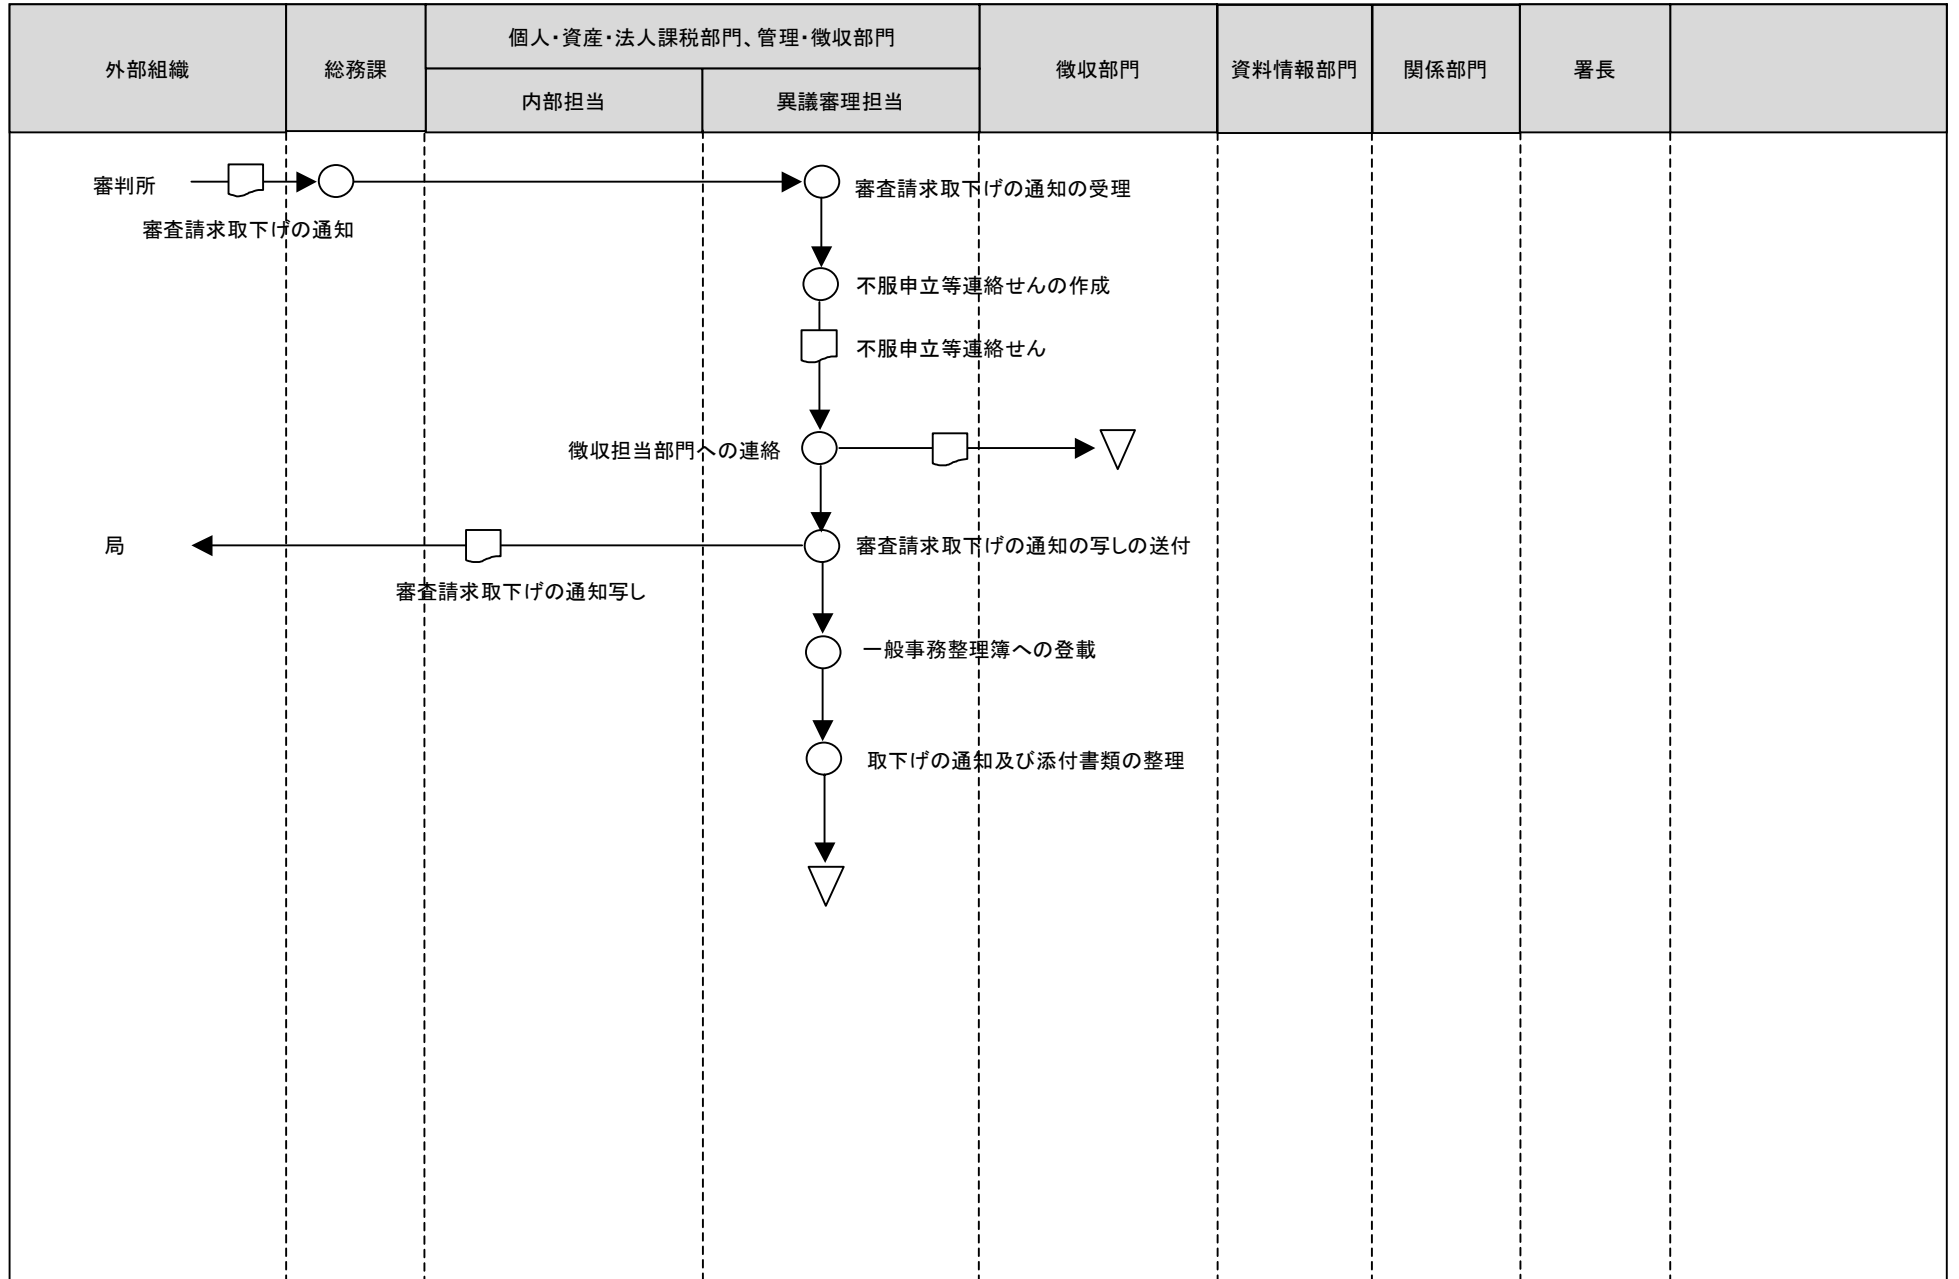 個人・資産・法人課税部門、管理・徴収部門
外部組織
総務課
内部担当
異議審理担当
徴収部門
資料情報部門
関係部門
署長
審判所
審査請求取下げの通知の受理
審査請求取下げの通知
不服申立等連絡せんの作成
不服申立等連絡せん
徴収担当部門への連絡
局
審査請求取下げの通知の写しの送付
審査請求取下げの通知写し
一般事務整理簿への登載
取下げの通知及び添付書類の整理